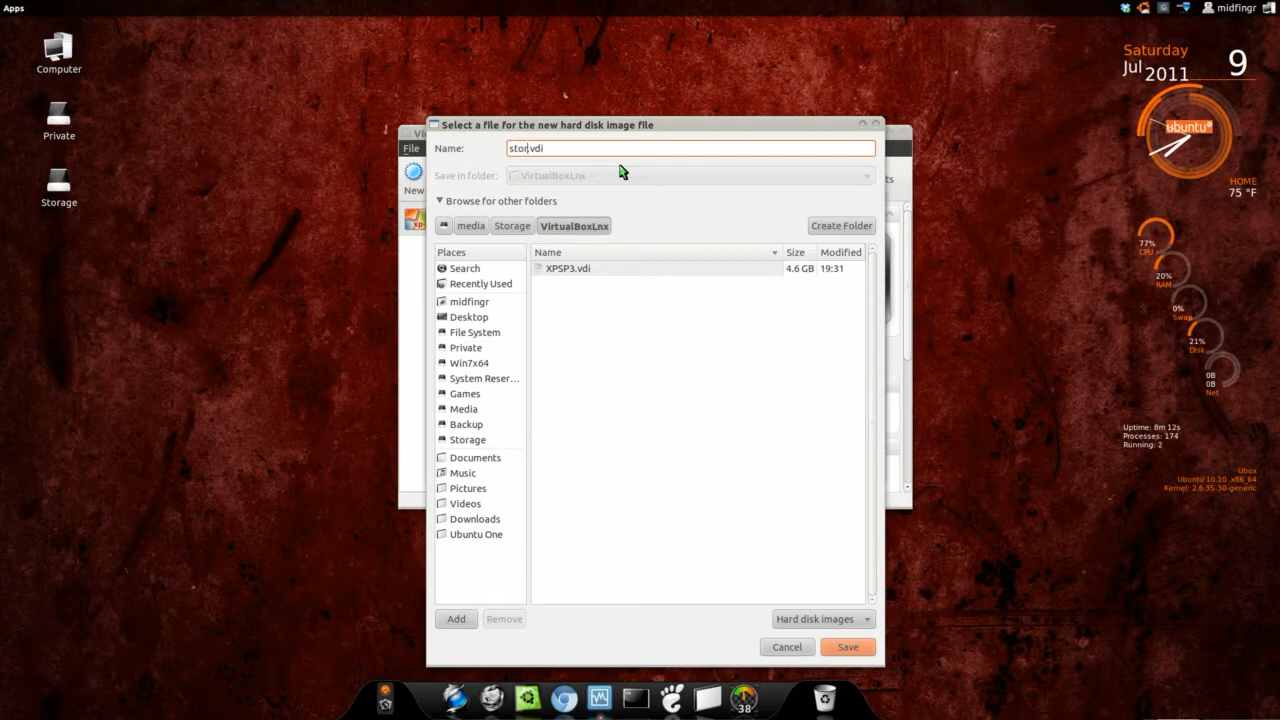 Apps
midfingr
Computer
Private
Storage
Saturday
Jul 2011
9
ubuntu
HOME
75 °F
77%
CPU
20%
RAM
0%
Swap
21%
Disk
0B
0B
Net
Uptime: 8m 12s
Processes: 174
Running: 2
Ubox
Ubuntu 10.10 x86_64
Kernel: 2.6.35-30-generic
File
New
ts
Select a file for the new hard disk image file
Name:
stor.vdi
Save in folder:
VirtualBoxLnx
Browse for other folders
media
Storage
VirtualBoxLnx
Create Folder
Places
Search
Recently Used
midfingr
Desktop
File System
Private
Win7x64
System Reser...
Games
Media
Backup
Storage
Documents
Music
Pictures
Videos
Downloads
Ubuntu One
Name Size Modified
XPSP3.vdi 4.6 GB 19:31
Add
Remove
Hard disk images
Cancel
Save
38